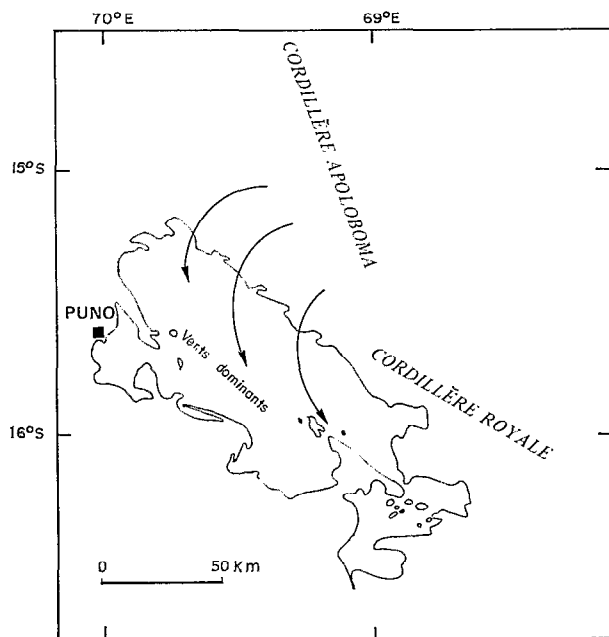 70°E
69°E
CORDILLÈRE APOLOBOMA
15°S
PUNO
Vents dominants
CORDILLÈRE ROYALE
16°S
0
50 Km